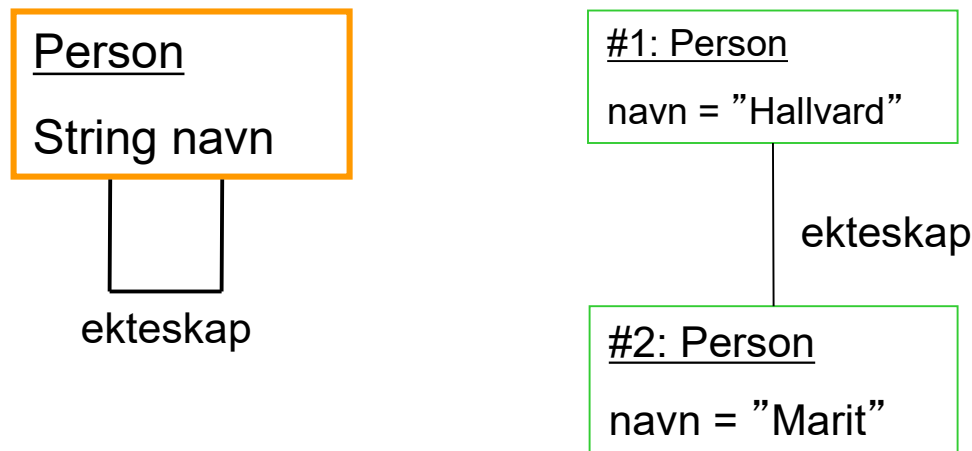 Person
String navn
ekteskap
#1: Person
navn = ”Hallvard”
ekteskap
#2: Person
navn = ”Marit”